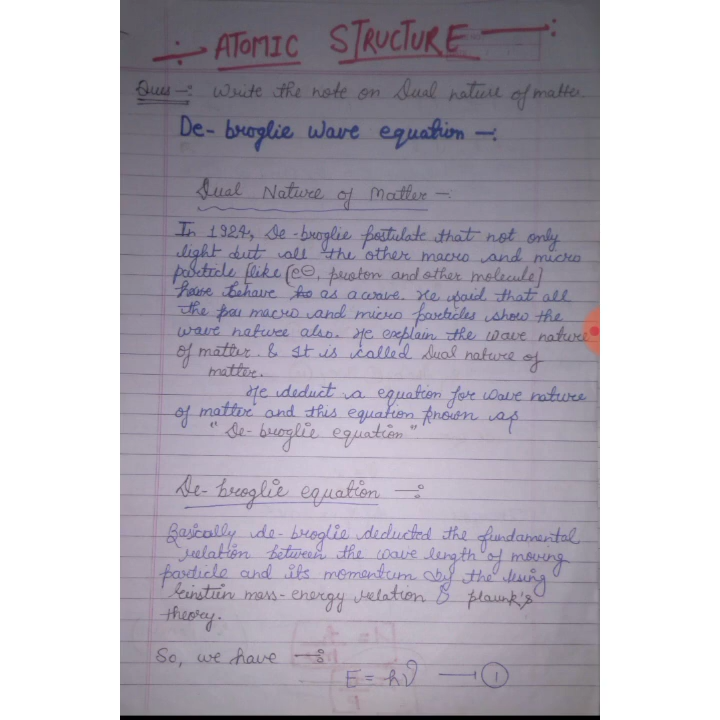 ATOMIC STRUCTURE
Ques -: Write the note on Dual nature of matter.
De-broglie wave equation -:
Dual Nature of Matter -:
In 1924, De-broglie postulate that not only
light but all the other macro and micro
particle [like (e⊖, proton and other molecule]
have behave as a wave. He said that all
the macro and micro particles show the
wave nature also. He explain the wave nature
of matter & It is called Dual nature of
matter.
He deduct a equation for wave nature
of matter and this equation known as
"De-broglie equation"
De-broglie equation -:
Basically de-broglie deducted the fundamental
relation between the wave length of moving
particle and its momentum by the using
Einstien mass-energy relation & plaunk's
theory.
So, we have -:
E = hν — ①